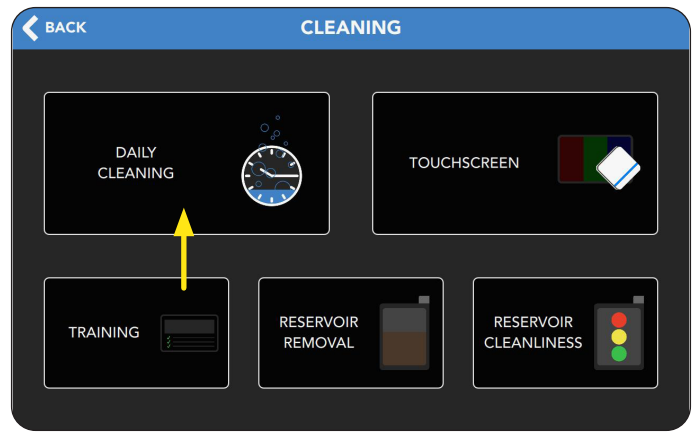 BACK
CLEANING
DAILY
CLEANING
TOUCHSCREEN
TRAINING
RESERVOIR
REMOVAL
RESERVOIR
CLEANLINESS